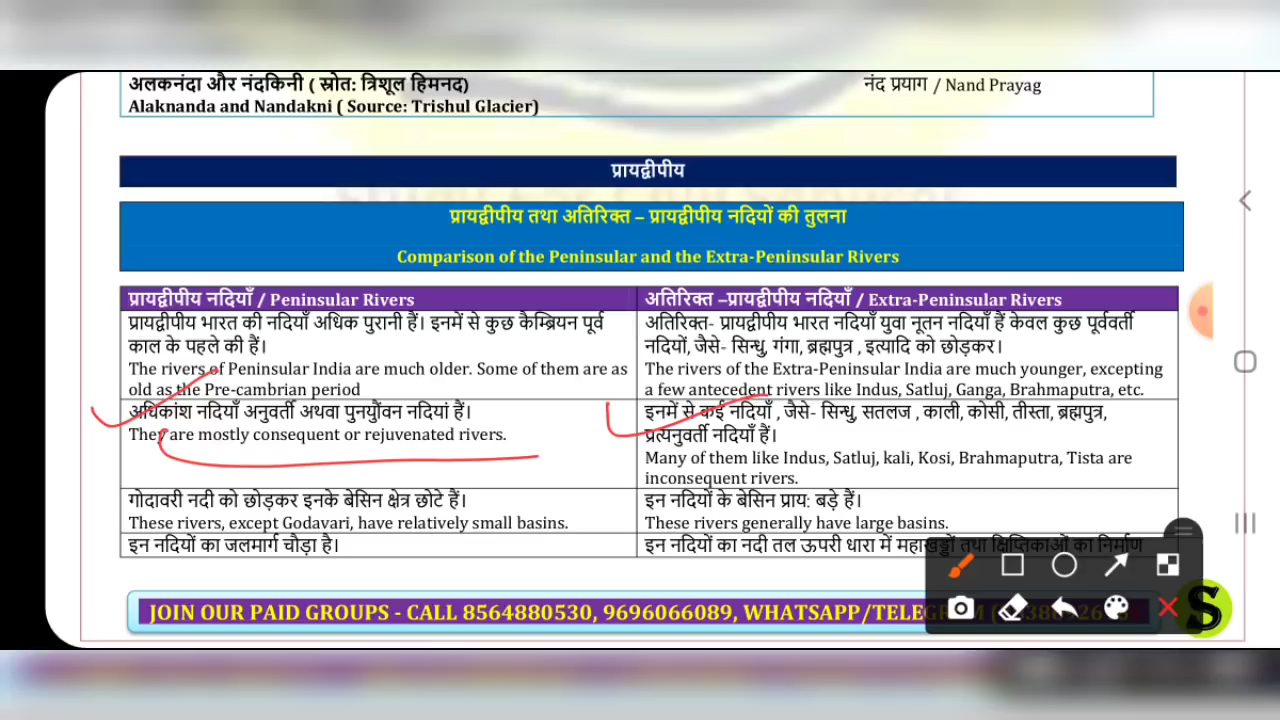 अलकनंदा और नंदकिनी ( स्रोत: त्रिशूल हिमनद)
नंद प्रयाग / Nand Prayag
Alaknanda and Nandakni ( Source: Trishul Glacier)
प्रायद्वीपीय
प्रायद्वीपीय तथा अतिरिक्त – प्रायद्वीपीय नदियों की तुलना
Comparison of the Peninsular and the Extra-Peninsular Rivers
प्रायद्वीपीय नदियाँ / Peninsular Rivers
प्रायद्वीपीय भारत की नदियाँ अधिक पुरानी हैं। इनमें से कुछ कैम्ब्रियन पूर्व
काल के पहले की हैं।
The rivers of Peninsular India are much older. Some of them are as
old as the Pre-cambrian period
अतिरिक्त –प्रायद्वीपीय नदियाँ / Extra-Peninsular Rivers
अतिरिक्त- प्रायद्वीपीय भारत नदियाँ युवा नूतन नदियाँ हैं केवल कुछ पूर्ववर्ती
नदियों, जैसे- सिन्धु, गंगा, ब्रह्मपुत्र , इत्यादि को छोड़कर।
The rivers of the Extra-Peninsular India are much younger, excepting
a few antecedent rivers like Indus, Satluj, Ganga, Brahmaputra, etc.
अधिकांश नदियाँ अनुवर्ती अथवा पुनर्यौवन नदियां हैं।
They are mostly consequent or rejuvenated rivers.
इनमें से कई नदियाँ , जैसे- सिन्धु, सतलज , काली, कोसी, तीस्ता, ब्रह्मपुत्र,
प्रत्यनुवर्ती नदियाँ हैं।
Many of them like Indus, Satluj, kali, Kosi, Brahmaputra, Tista are
inconsequent rivers.
गोदावरी नदी को छोड़कर इनके बेसिन क्षेत्र छोटे हैं।
These rivers, except Godavari, have relatively small basins.
इन नदियों के बेसिन प्राय: बड़े हैं।
These rivers generally have large basins.
इन नदियों का जलमार्ग चौड़ा है।
इन नदियों का नदी तल ऊपरी धारा में महाखड्डों तथा क्षिप्तिकाओं का निर्माण
JOIN OUR PAID GROUPS - CALL 8564880530, 9696066089, WHATSAPP/TELEGRAM
S